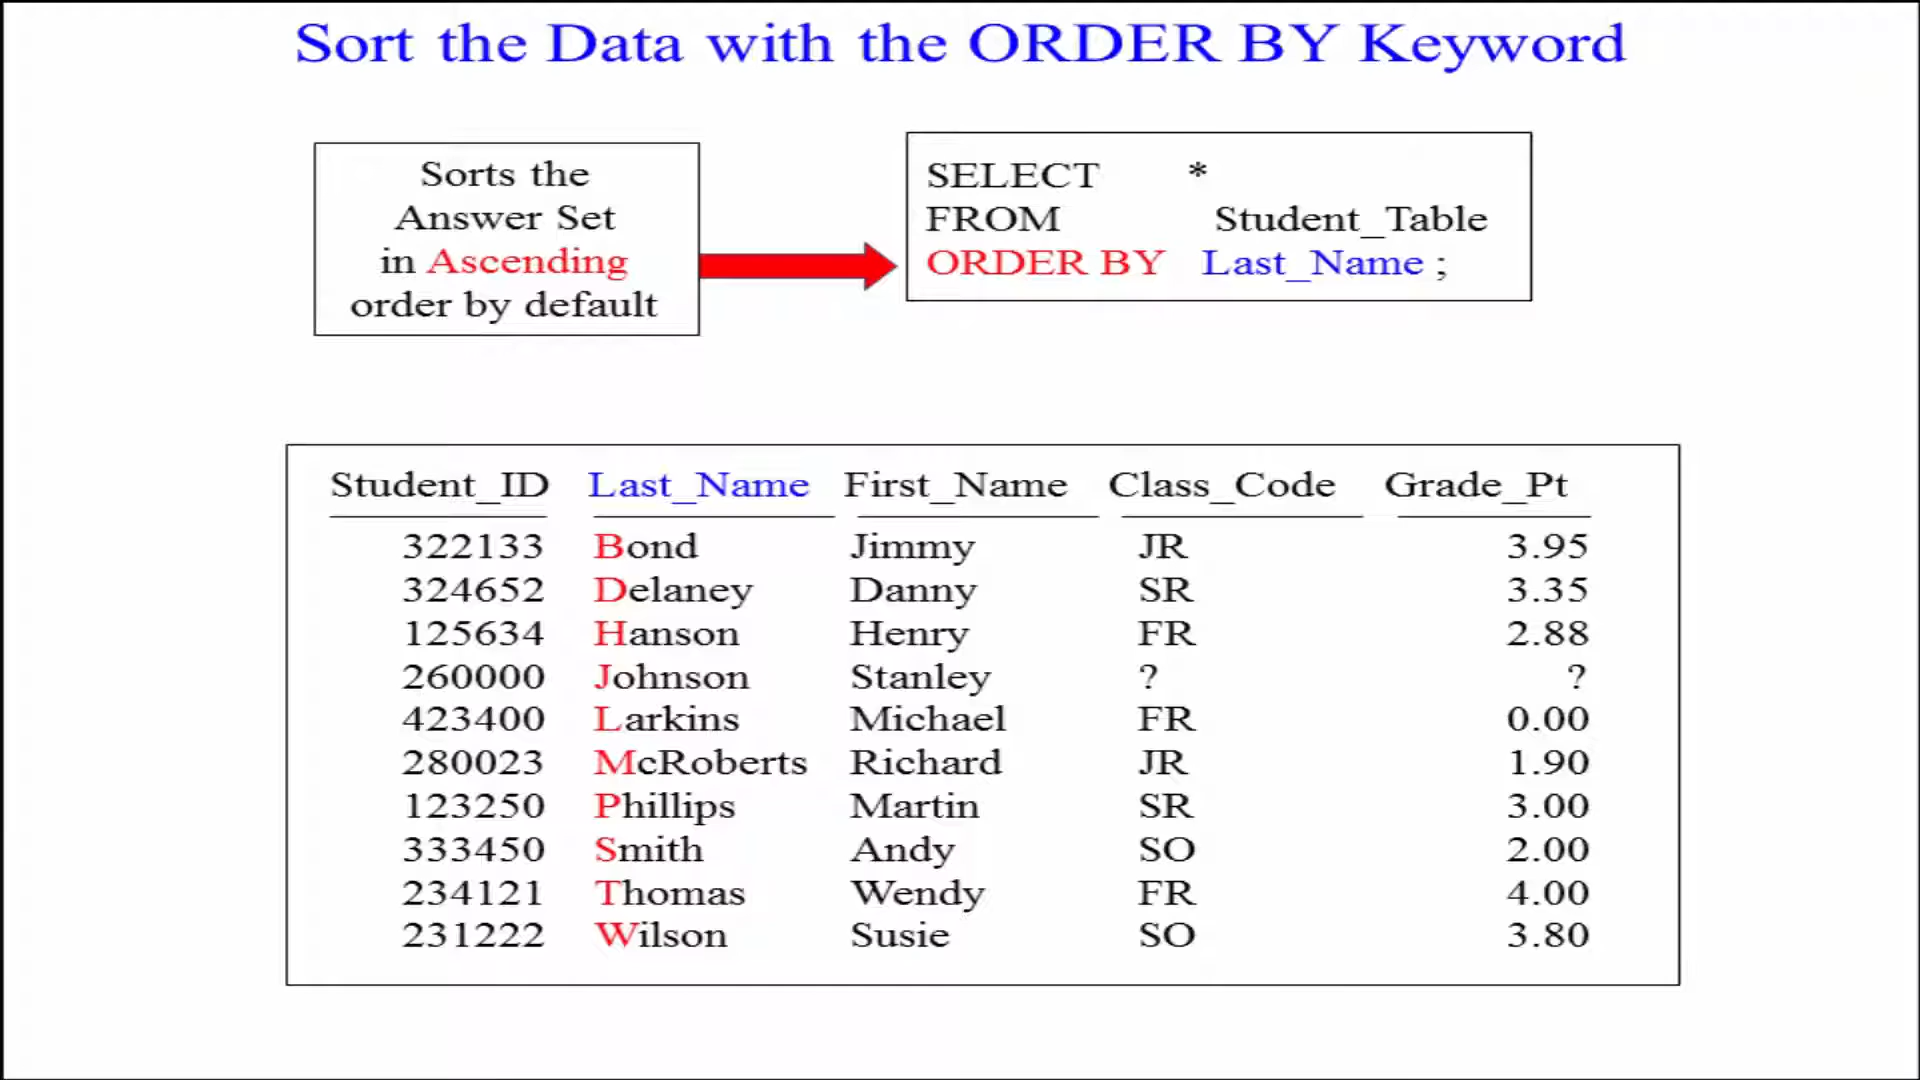 Sort the Data with the ORDER BY Keyword
Sorts the
Answer Set
in Ascending
order by default
SELECT *
FROM Student_Table
ORDER BY Last_Name ;
Student_ID Last_Name First_Name Class_Code Grade_Pt
322133 Bond Jimmy JR 3.95
324652 Delaney Danny SR 3.35
125634 Hanson Henry FR 2.88
260000 Johnson Stanley ? ?
423400 Larkins Michael FR 0.00
280023 McRoberts Richard JR 1.90
123250 Phillips Martin SR 3.00
333450 Smith Andy SO 2.00
234121 Thomas Wendy FR 4.00
231222 Wilson Susie SO 3.80